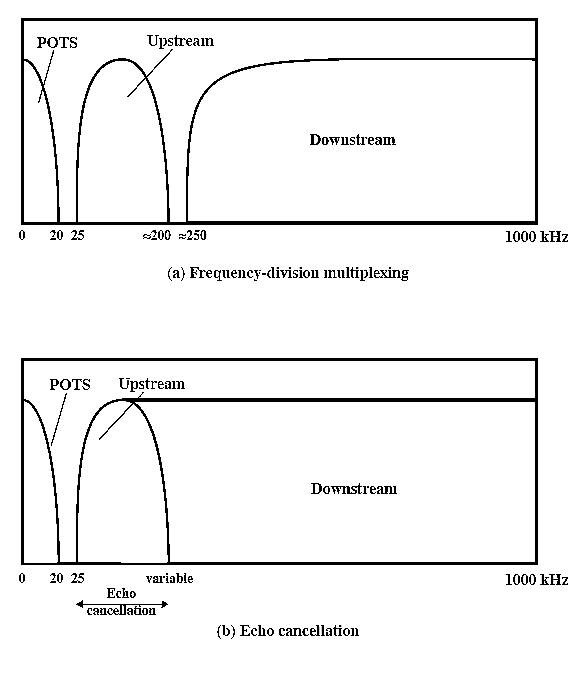 POTS
Upstream
Downstream
0 20 25 ≈200 ≈250 1000 kHz
(a) Frequency-division multiplexing
POTS
Upstream
Downstream
0 20 25 variable 1000 kHz
Echo
cancellation
(b) Echo cancellation